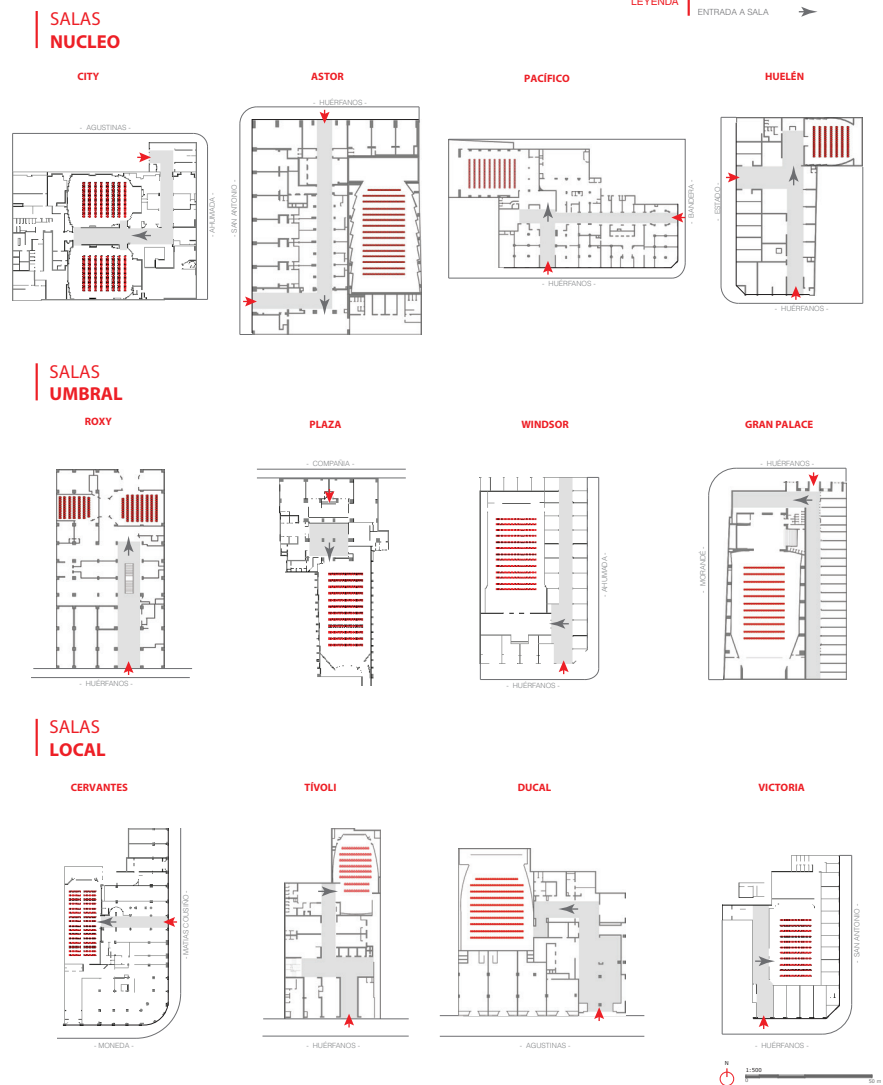 LEYENDA
ENTRADA A SALA
SALAS
NUCLEO
CITY
ASTOR
PACÍFICO
HUELÉN
- AGUSTINAS -
- AHUMADA -
- HUÉRFANOS -
- SAN ANTONIO -
- BANDERA -
- HUÉRFANOS -
- ESTADO -
- HUÉRFANOS -
SALAS
UMBRAL
ROXY
PLAZA
WINDSOR
GRAN PALACE
- HUÉRFANOS -
- COMPAÑIA -
- AHUMADA -
- HUÉRFANOS -
- HUÉRFANOS -
- MORANDÉ -
SALAS
LOCAL
CERVANTES
TÍVOLI
DUCAL
VICTORIA
- MATIAS COUSIÑO -
- MONEDA -
- HUÉRFANOS -
- AGUSTINAS -
- SAN ANTONIO -
- HUÉRFANOS -
N
1:500
0
50 m